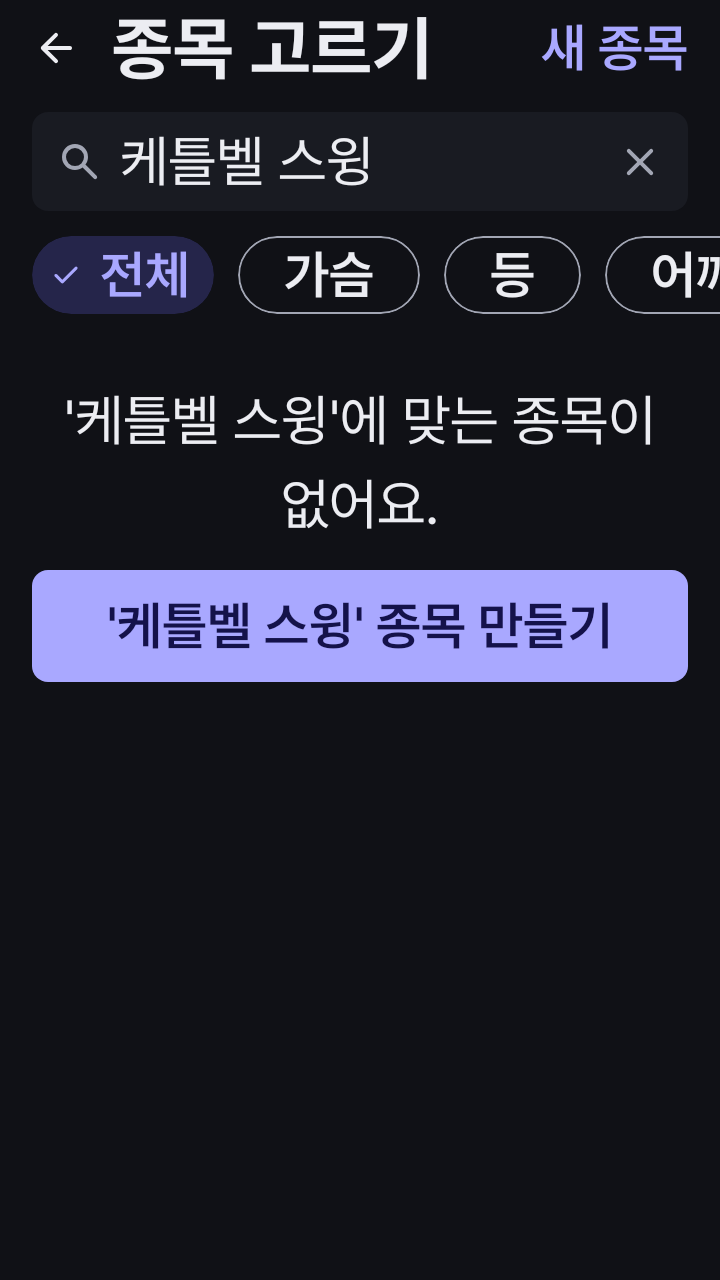 종목 고르기
새 종목
케틀벨 스윙
전체
가슴
등
'케틀벨 스윙'에 맞는 종목이
없어요.
'케틀벨 스윙' 종목 만들기